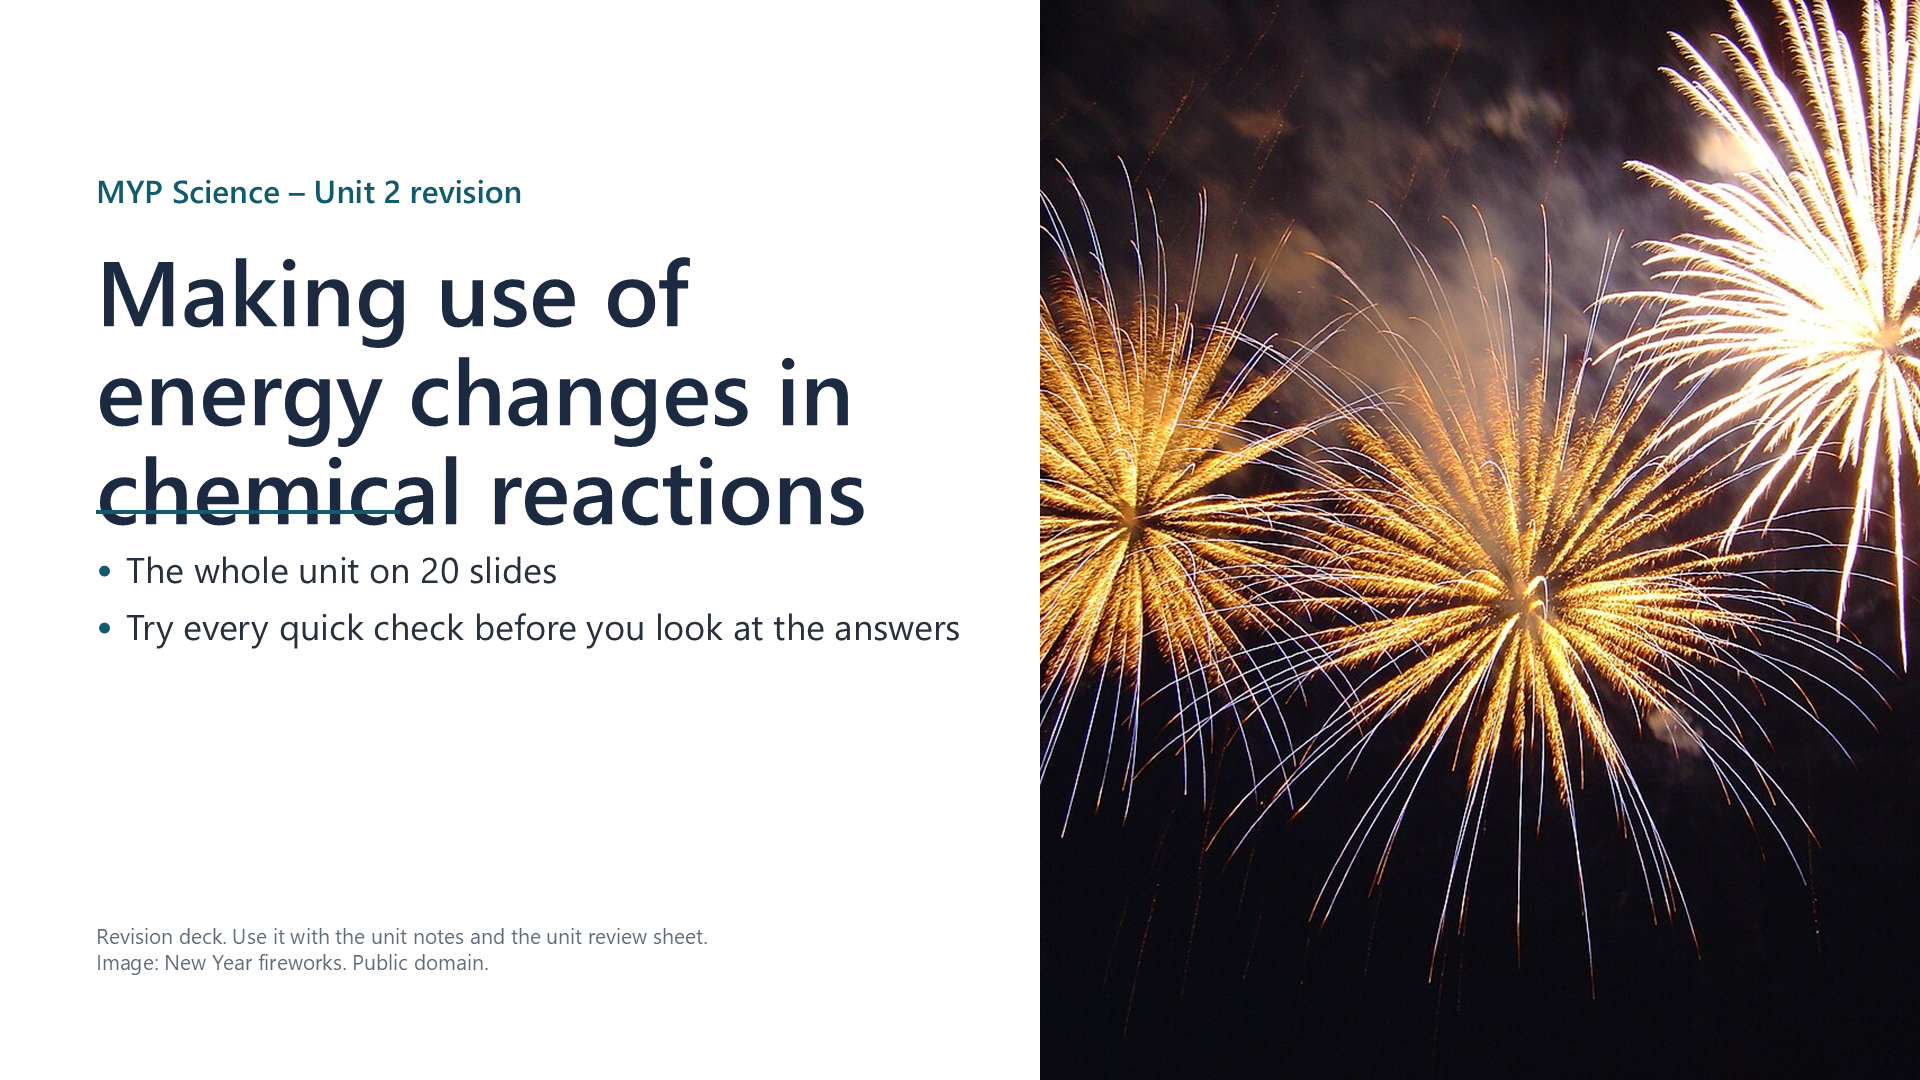 MYP Science – Unit 2 revision
Making use of
energy changes in
chemical reactions
• The whole unit on 20 slides
• Try every quick check before you look at the answers
Revision deck. Use it with the unit notes and the unit review sheet.
Image: New Year fireworks. Public domain.